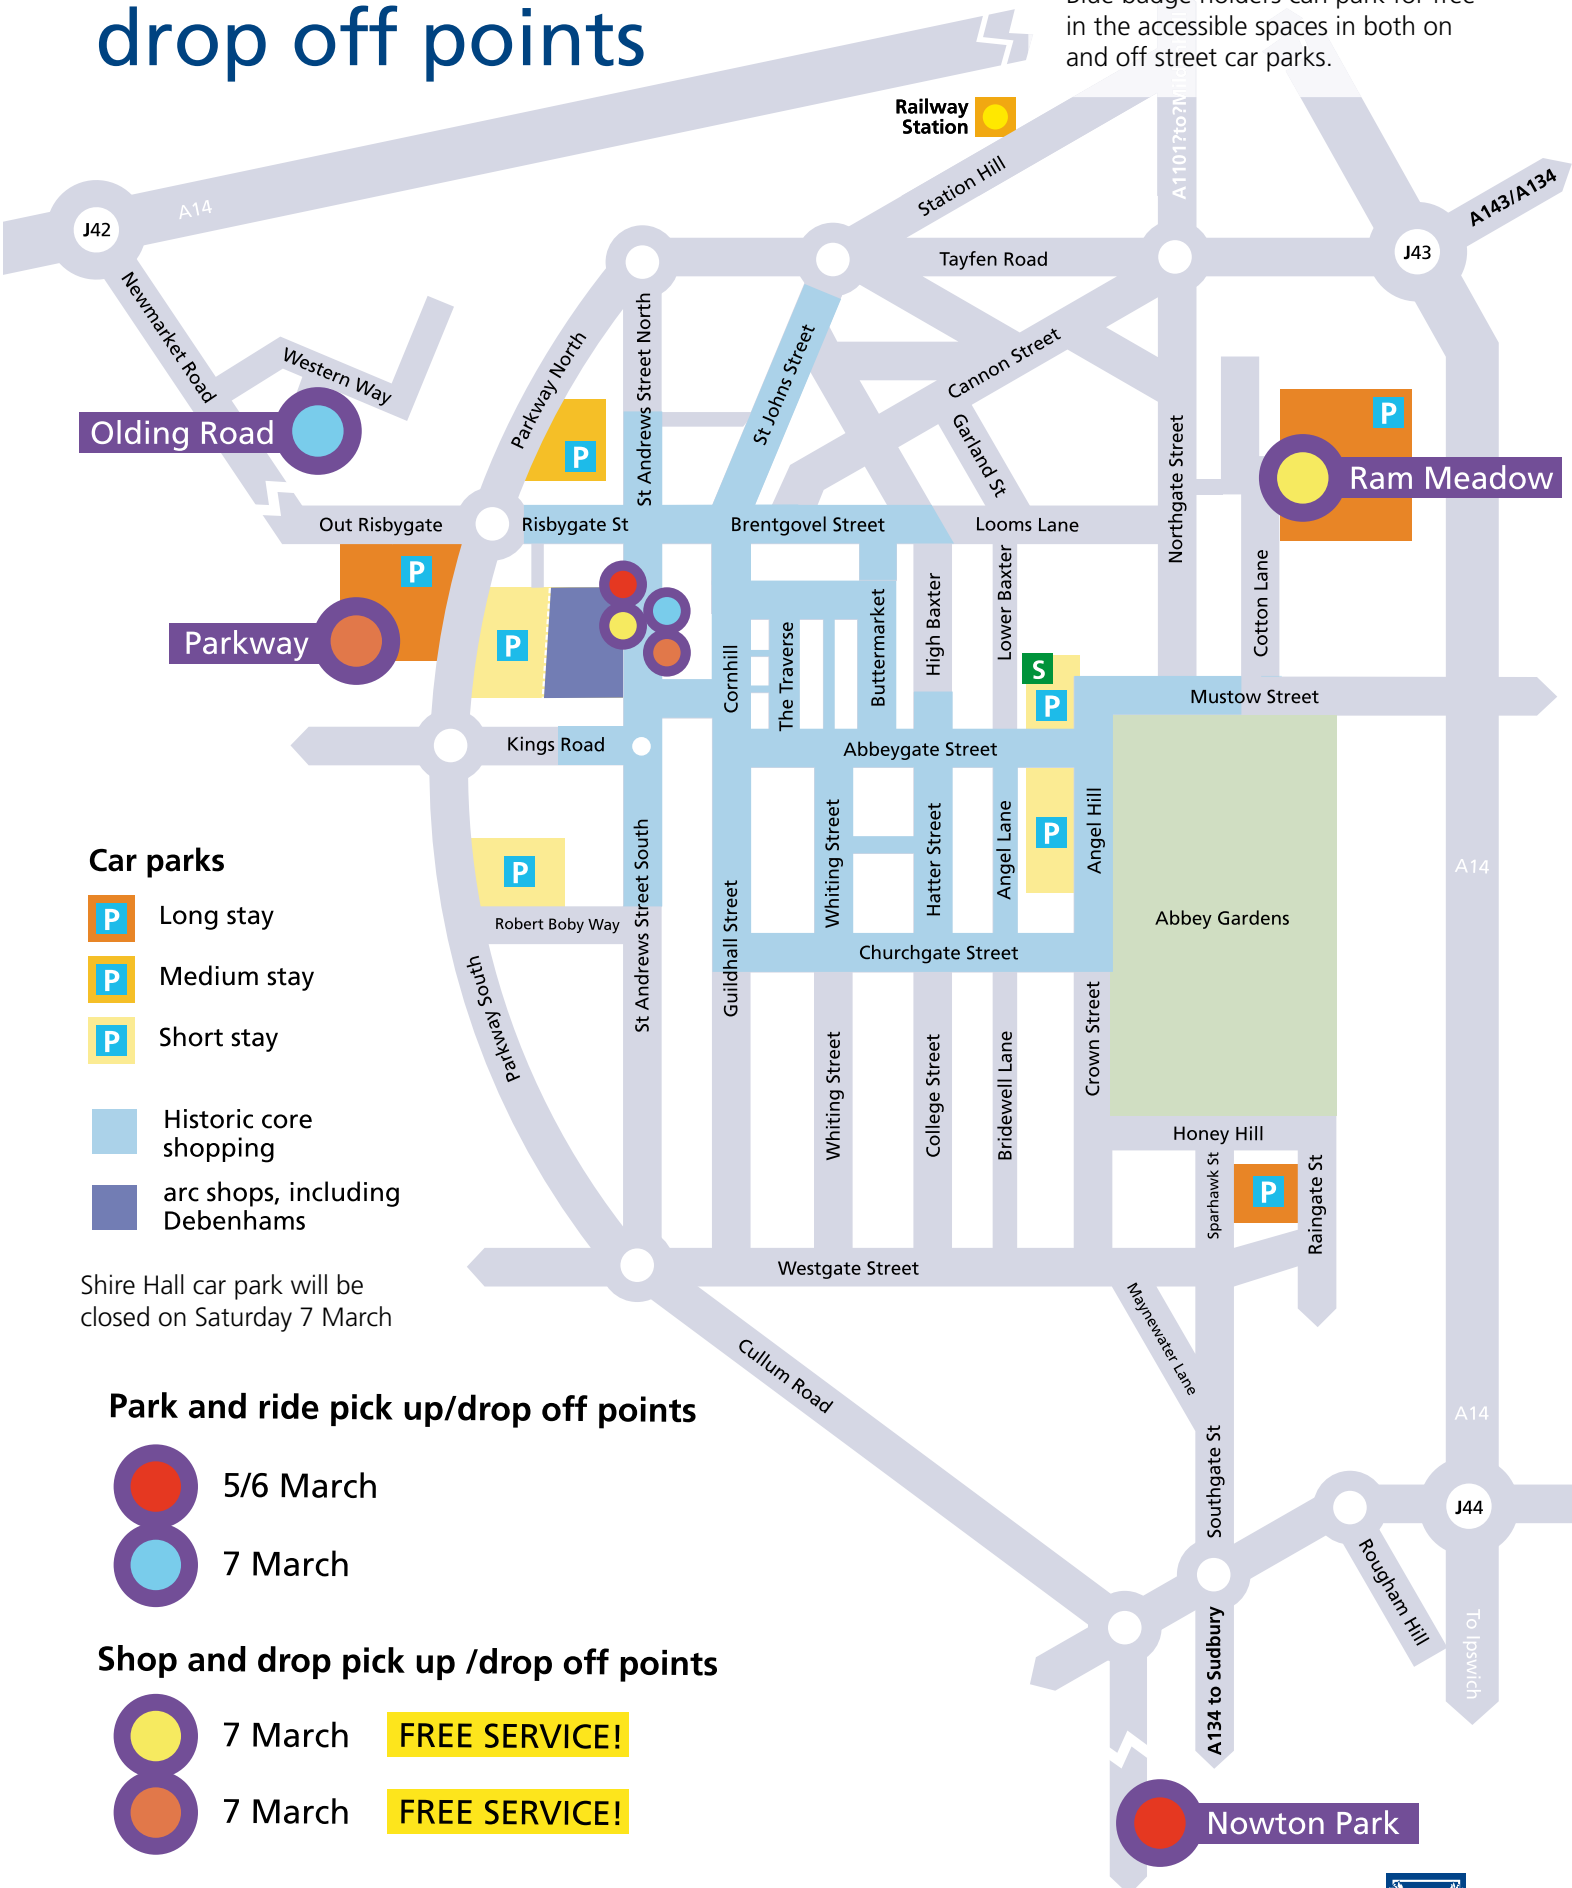 drop off points
Blue badge holders can park for free
in the accessible spaces in both on
and off street car parks.
Railway
Station
Station Hill
A143/A134
A14
J42
J43
Tayfen Road
Newmarket Road
Western Way
Parkway North
St Andrews Street North
St Johns Street
Cannon Street
Garland St
Northgate Street
P
Olding Road
P
Ram Meadow
Out Risbygate
Risbygate St
Brentgovel Street
Looms Lane
P
Parkway
P
Cornhill
The Traverse
Buttermarket
High Baxter
Lower Baxter
Cotton Lane
S
P
Mustow Street
Kings Road
Abbeygate Street
P
P
St Andrews Street South
Guildhall Street
Whiting Street
Hatter Street
Angel Lane
Angel Hill
Abbey Gardens
A14
Robert Boby Way
Churchgate Street
Parkway South
Whiting Street
College Street
Bridewell Lane
Crown Street
Honey Hill
Sparhawk St
P
Raingate St
Westgate Street
Maynewater Lane
Cullum Road
Southgate St
A14
J44
Rougham Hill
To Ipswich
A134 to Sudbury
Nowton Park
Car parks
P Long stay
P Medium stay
P Short stay
Historic core
shopping
arc shops, including
Debenhams
Shire Hall car park will be
closed on Saturday 7 March
Park and ride pick up/drop off points
5/6 March
7 March
Shop and drop pick up /drop off points
7 March FREE SERVICE!
7 March FREE SERVICE!